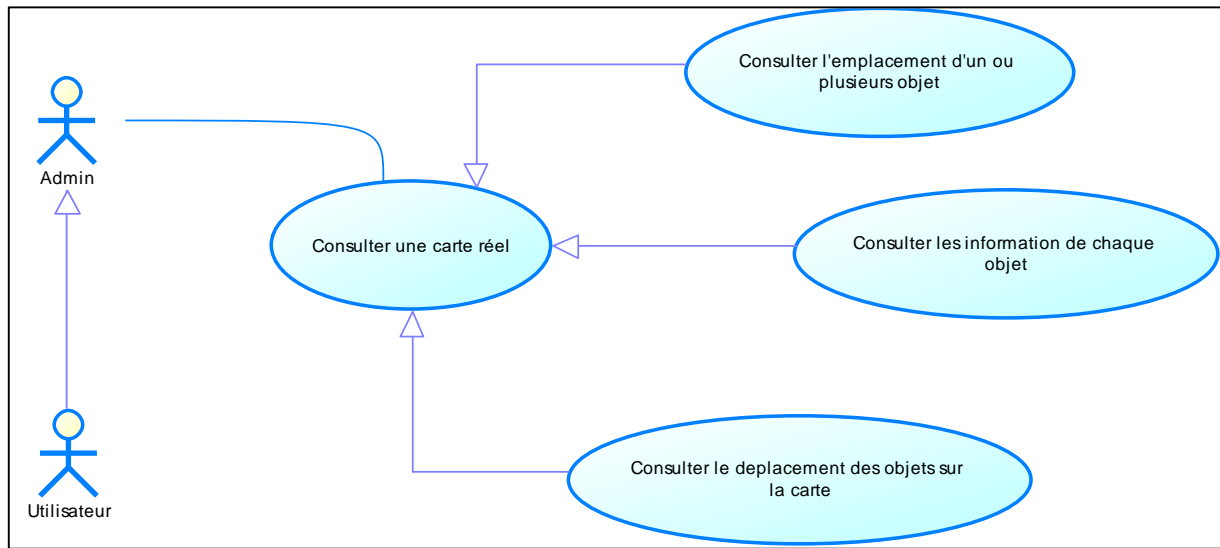 Consulter l'emplacement d'un ou
plusieurs objet
Admin
Consulter une carte réel
Consulter les information de chaque
objet
Consulter le deplacement des objets sur
la carte
Utilisateur